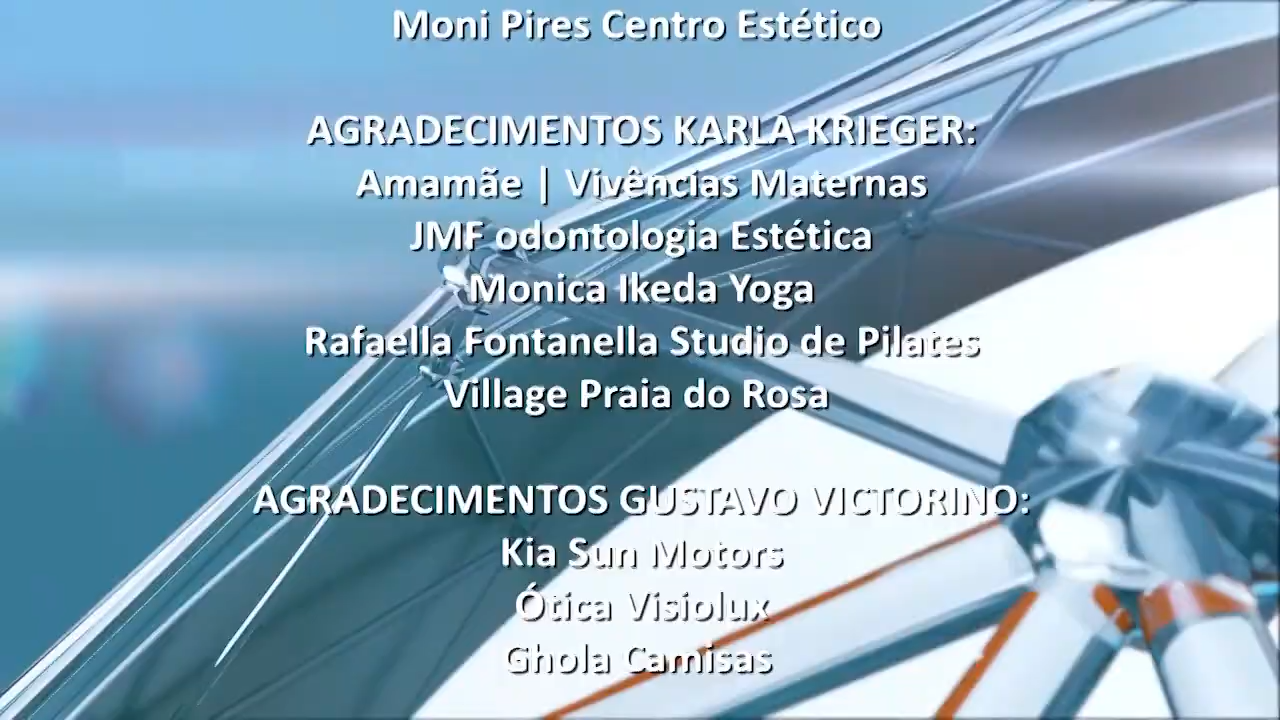 Moni Pires Centro Estético
AGRADECIMENTOS KARLA KRIEGER:
Amamãe | Vivências Maternas
JMF odontologia Estética
Monica Ikeda Yoga
Rafaella Fontanella Studio de Pilates
Village Praia do Rosa
AGRADECIMENTOS GUSTAVO VICTORINO:
Kia Sun Motors
Ótica Visiolux
Ghola Camisas